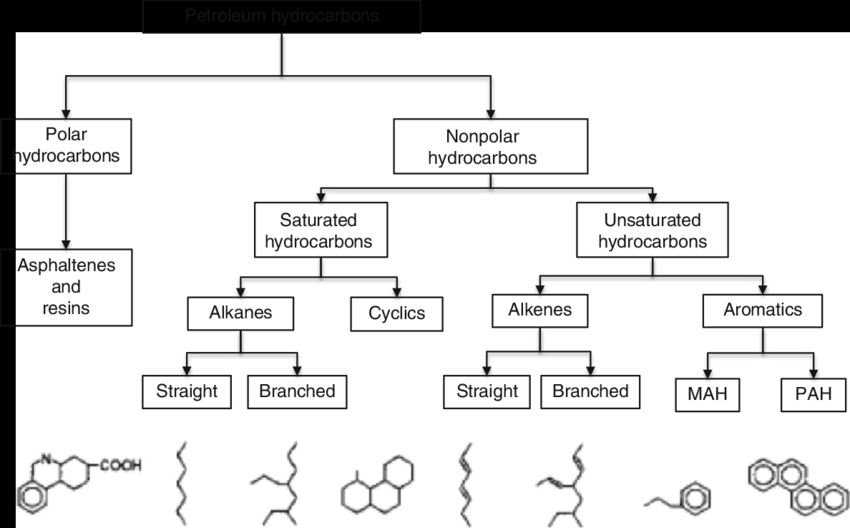 Petroleum hydrocarbons
Polar
hydrocarbons
Nonpolar
hydrocarbons
Saturated
hydrocarbons
Unsaturated
hydrocarbons
Asphaltenes
and
resins
Alkanes
Cyclics
Alkenes
Aromatics
Straight
Branched
Straight
Branched
MAH
PAH
N
COOH